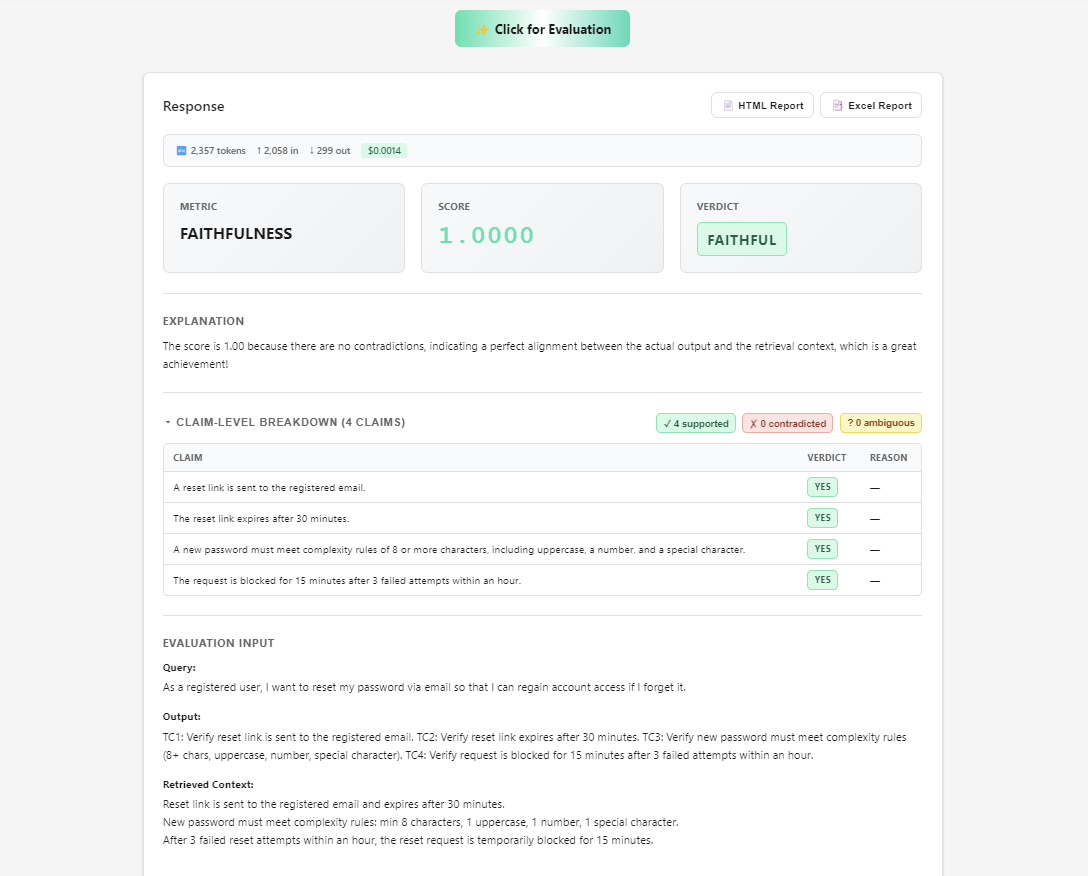 ✨ Click for Evaluation
Response
HTML Report
Excel Report
2,357 tokens ↑ 2,058 in ↓ 299 out $0.0014
METRIC
FAITHFULNESS
SCORE
1.0000
VERDICT
FAITHFUL
EXPLANATION
The score is 1.00 because there are no contradictions, indicating a perfect alignment between the actual output and the retrieval context, which is a great
achievement!
CLAIM-LEVEL BREAKDOWN (4 CLAIMS)
✓ 4 supported
✗ 0 contradicted
? 0 ambiguous
CLAIM VERDICT REASON
A reset link is sent to the registered email. YES —
The reset link expires after 30 minutes. YES —
A new password must meet complexity rules of 8 or more characters, including uppercase, a number, and a special character. YES —
The request is blocked for 15 minutes after 3 failed attempts within an hour. YES —
EVALUATION INPUT
Query:
As a registered user, I want to reset my password via email so that I can regain account access if I forget it.
Output:
TC1: Verify reset link is sent to the registered email. TC2: Verify reset link expires after 30 minutes. TC3: Verify new password must meet complexity rules
(8+ chars, uppercase, number, special character). TC4: Verify request is blocked for 15 minutes after 3 failed attempts within an hour.
Retrieved Context:
Reset link is sent to the registered email and expires after 30 minutes.
New password must meet complexity rules: min 8 characters, 1 uppercase, 1 number, 1 special character.
After 3 failed reset attempts within an hour, the reset request is temporarily blocked for 15 minutes.